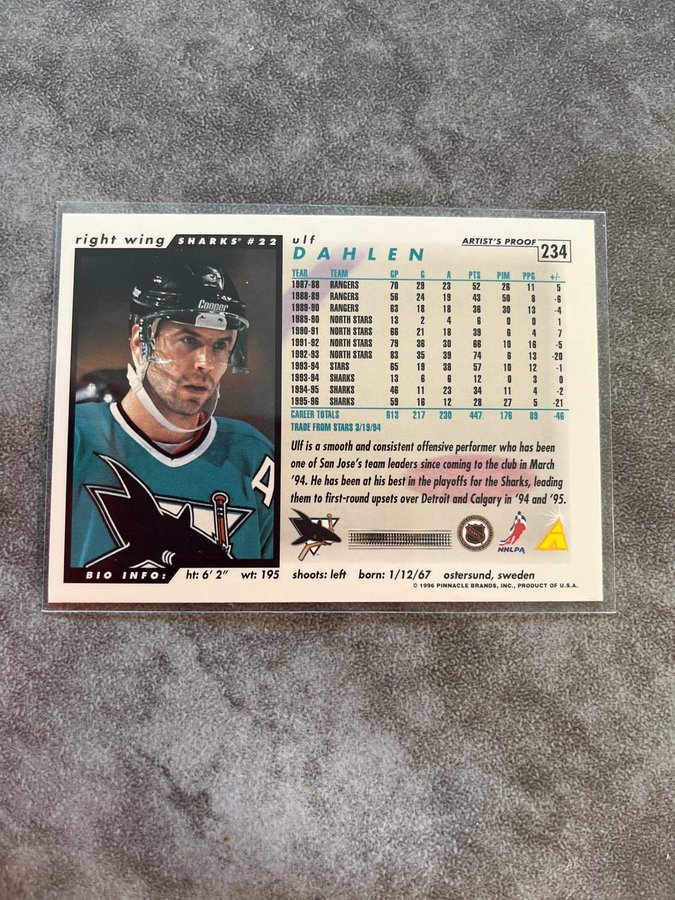 right wing SHARKS® #22
Cooper
A
ulf
DAHLEN
ARTIST'S PROOF 234
YEAR TEAM GP G A PTS PIM PPG +/-
1987-88 RANGERS 70 29 23 52 26 11 5
1988-89 RANGERS 56 24 19 43 50 8 -6
1989-90 RANGERS 63 18 18 36 30 13 -4
1989-90 NORTH STARS 13 2 4 6 0 0 1
1990-91 NORTH STARS 66 21 18 39 6 4 7
1991-92 NORTH STARS 79 36 30 66 10 16 -5
1992-93 NORTH STARS 83 35 39 74 6 13 -20
1993-94 STARS 65 19 38 57 10 12 -1
1993-94 SHARKS 13 6 6 12 0 3 0
1994-95 SHARKS 46 11 23 34 11 4 -2
1995-96 SHARKS 59 16 12 28 27 5 -21
CAREER TOTALS 613 217 230 447 176 89 -46
TRADE FROM STARS 3/19/94
Ulf is a smooth and consistent offensive performer who has been
one of San Jose's team leaders since coming to the club in March
'94. He has been at his best in the playoffs for the Sharks, leading
them to first-round upsets over Detroit and Calgary in '94 and '95.
NHLPA
BIO INFO: ht: 6' 2" wt: 195 shoots: left born: 1/12/67 ostersund, sweden
© 1996 PINNACLE BRANDS, INC., PRODUCT OF U.S.A.